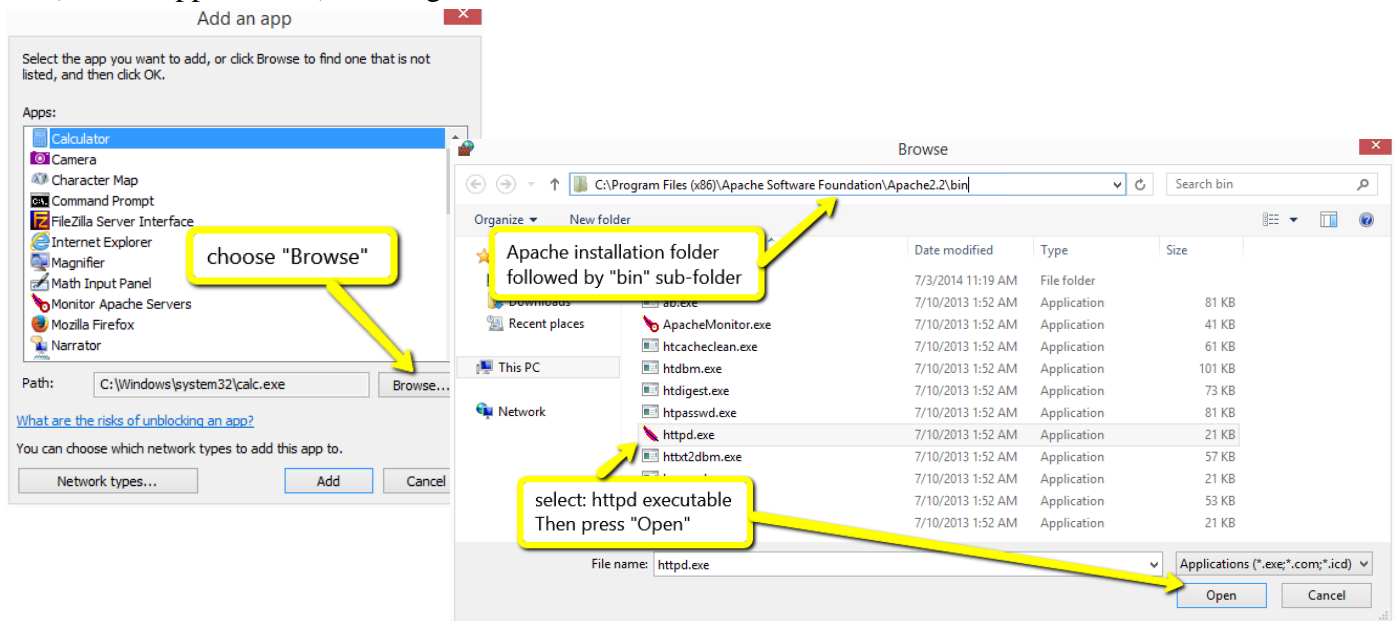 Add an app
Select the app you want to add, or click Browse to find one that is not
listed, and then click OK.
Apps:
Calculator
Camera
Character Map
Command Prompt
FileZilla Server Interface
Internet Explorer
Magnifier
Math Input Panel
Monitor Apache Servers
Mozilla Firefox
Narrator
choose "Browse"
Path: C:\Windows\system32\calc.exe Browse...
What are the risks of unblocking an app?
You can choose which network types to add this app to.
Network types... Add Cancel
Browse
C:\Program Files (x86)\Apache Software Foundation\Apache2.2\bin Search bin
Organize New folder
Apache installation folder
followed by "bin" sub-folder
Date modified Type Size
7/3/2014 11:19 AM File folder
Downloads ab.exe 7/10/2013 1:52 AM Application 81 KB
Recent places ApacheMonitor.exe 7/10/2013 1:52 AM Application 41 KB
htcacheclean.exe 7/10/2013 1:52 AM Application 61 KB
This PC htdbm.exe 7/10/2013 1:52 AM Application 101 KB
htdigest.exe 7/10/2013 1:52 AM Application 73 KB
Network htpasswd.exe 7/10/2013 1:52 AM Application 81 KB
httpd.exe 7/10/2013 1:52 AM Application 21 KB
httxt2dbm.exe 7/10/2013 1:52 AM Application 57 KB
7/10/2013 1:52 AM Application 21 KB
7/10/2013 1:52 AM Application 53 KB
7/10/2013 1:52 AM Application 21 KB
select: httpd executable
Then press "Open"
File name: httpd.exe Applications (*.exe;*.com;*.icd)
Open Cancel